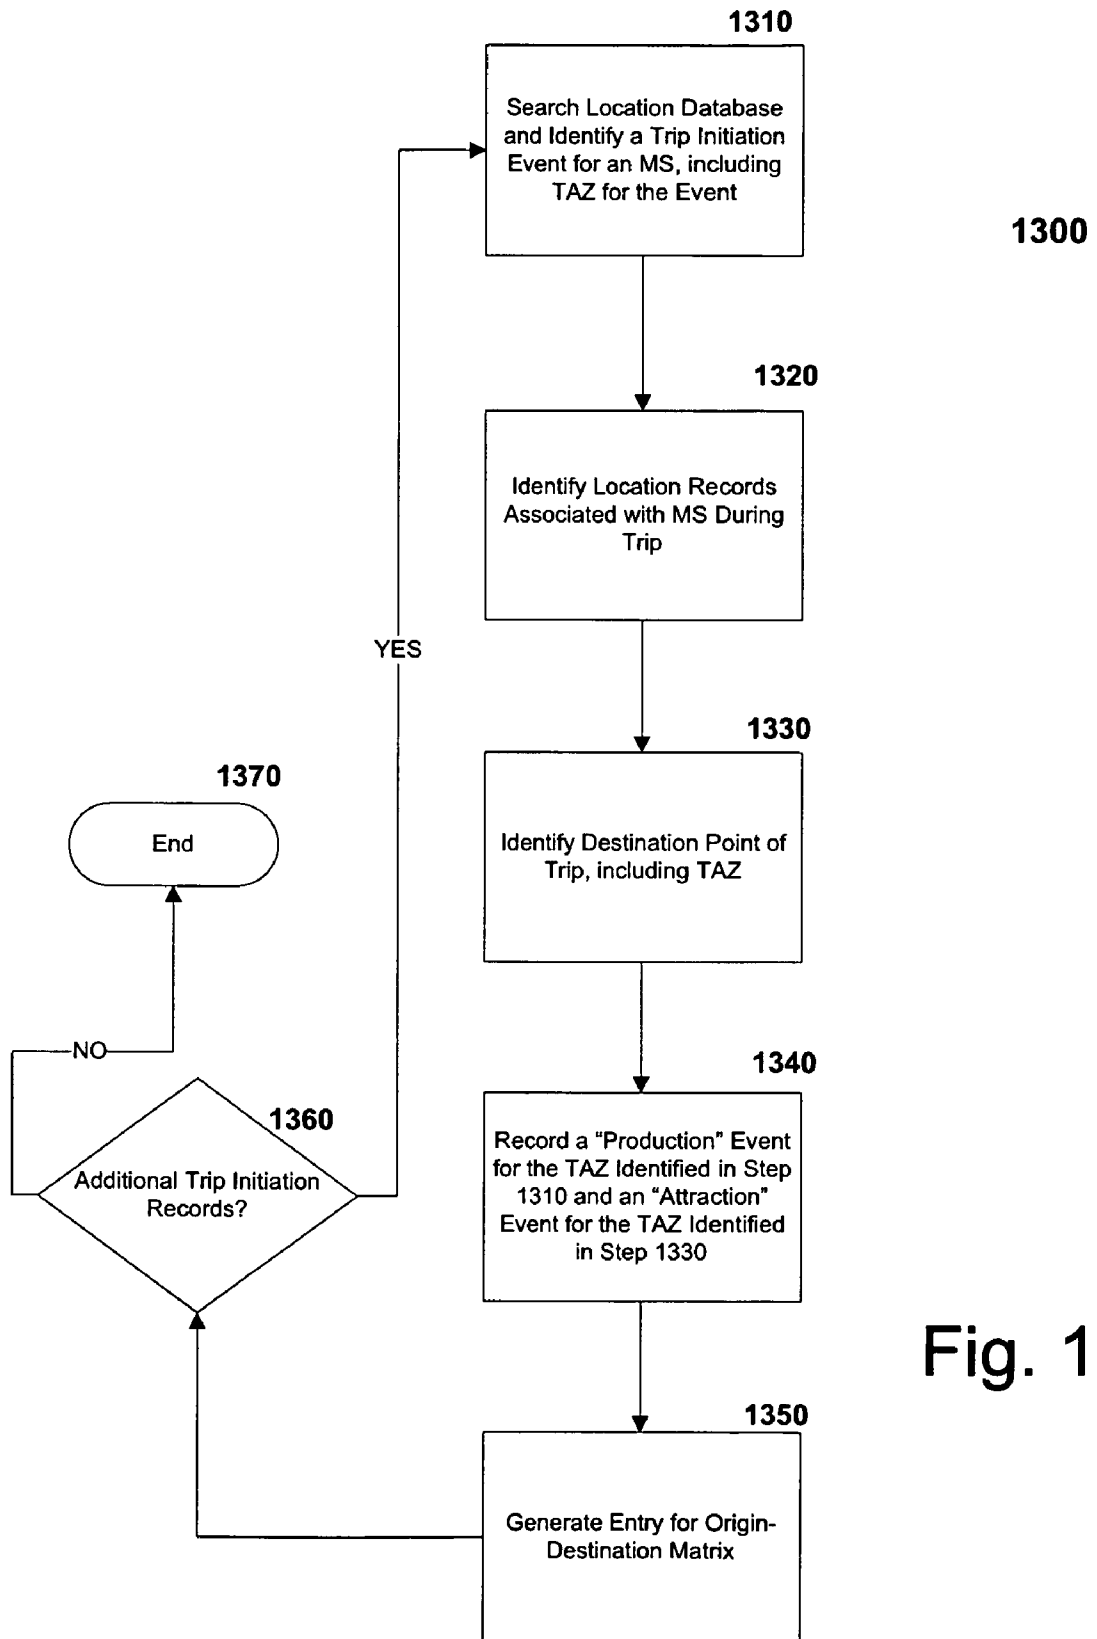 1310
Search Location Database
and Identify a Trip Initiation
Event for an MS, including
TAZ for the Event
1300
1320
Identify Location Records
Associated with MS During
Trip
YES
1330
Identify Destination Point of
Trip, including TAZ
1370
End
NO
1340
Record a “Production” Event
for the TAZ Identified in Step
1310 and an “Attraction”
Event for the TAZ Identified
in Step 1330
1360
Additional Trip Initiation
Records?
Fig. 1
1350
Generate Entry for Origin-
Destination Matrix